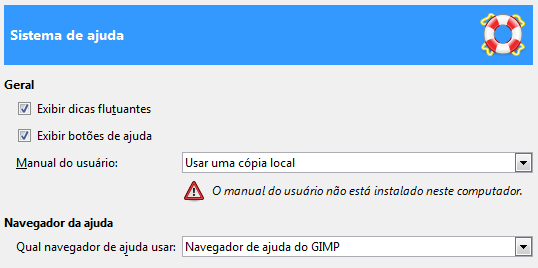 Sistema de ajuda
Geral
Exibir dicas flutuantes
Exibir botões de ajuda
Manual do usuário: Usar uma cópia local
O manual do usuário não está instalado neste computador.
Navegador da ajuda
Qual navegador de ajuda usar: Navegador de ajuda do GIMP